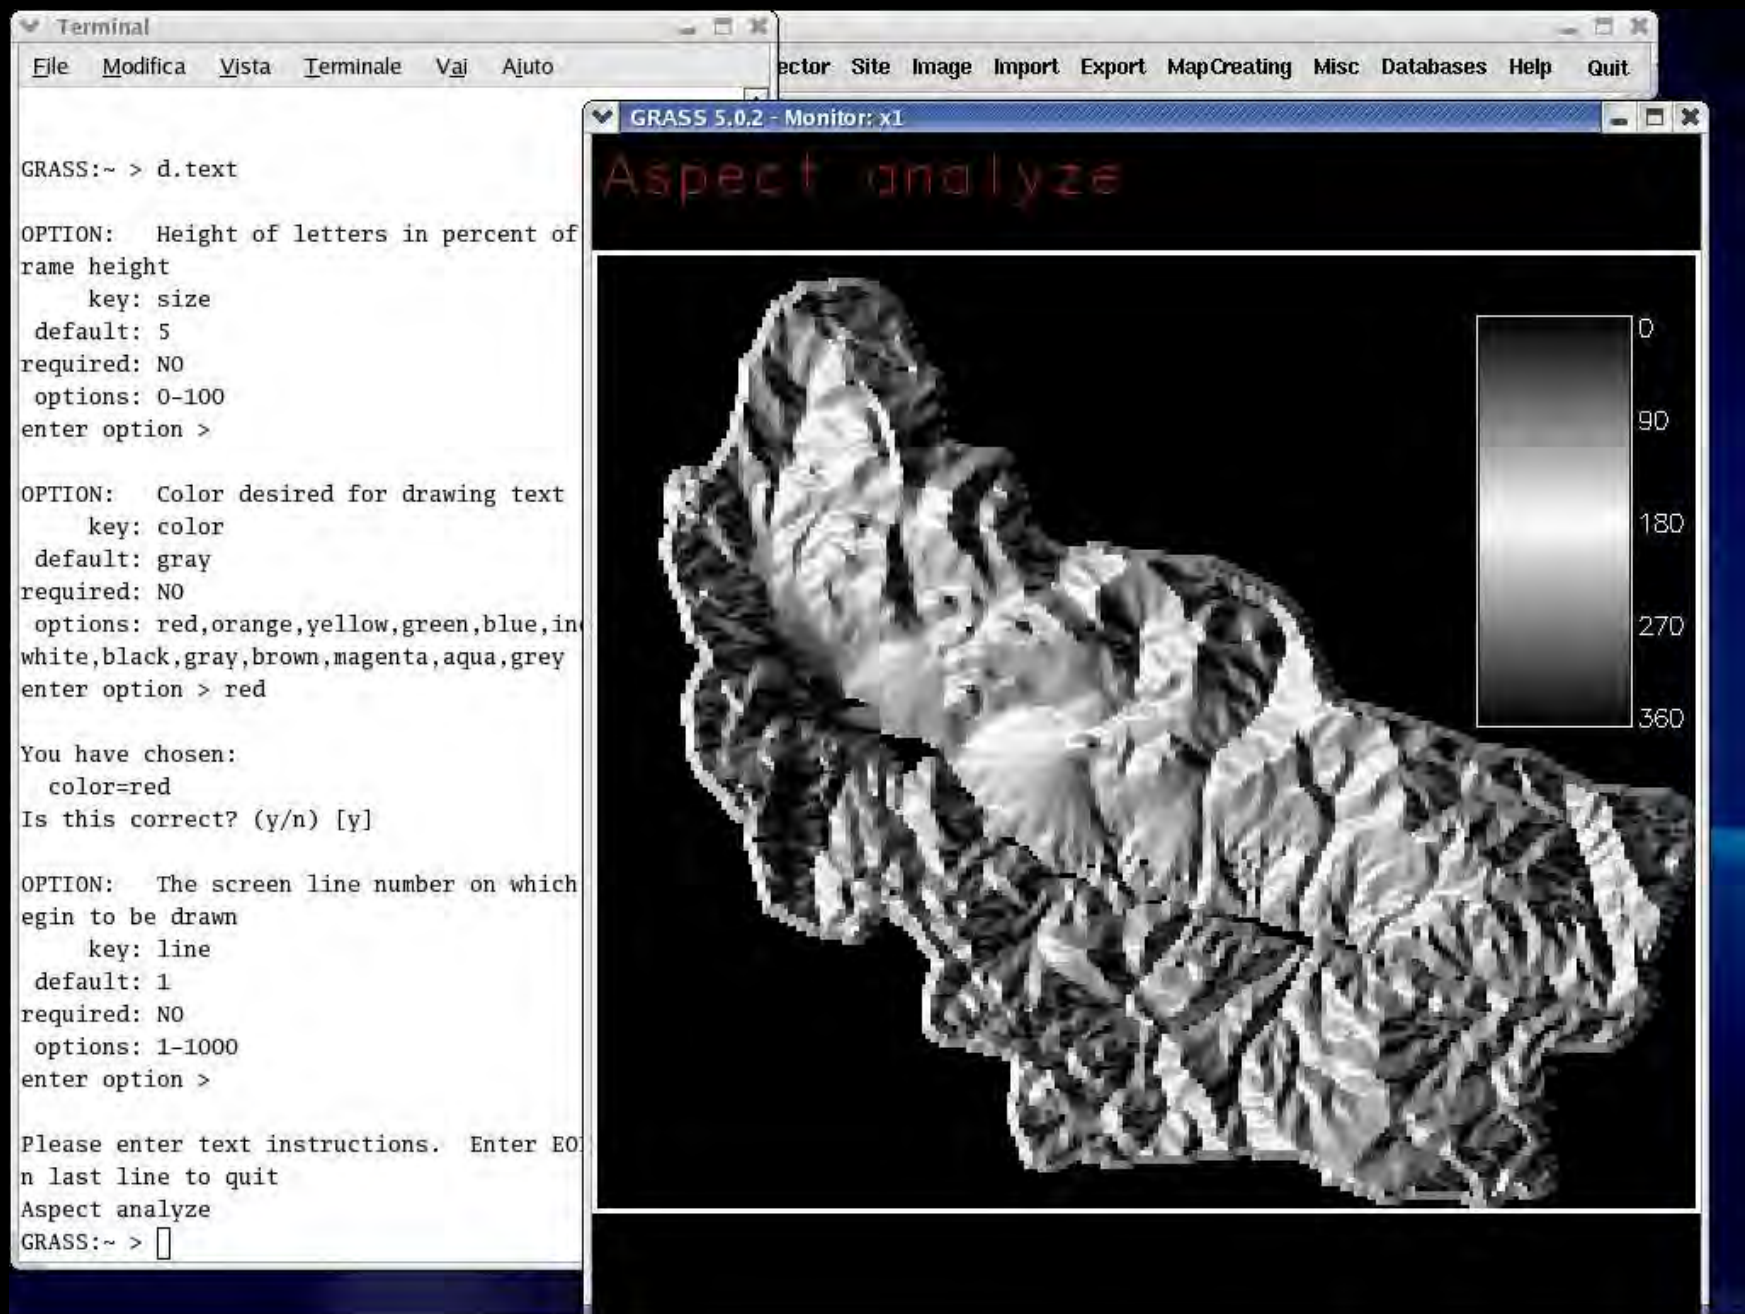 Terminal
File Modifica Vista Terminale Vai Aiuto
GRASS:~ > d.text
OPTION: Height of letters in percent of
rame height
key: size
default: 5
required: NO
options: 0-100
enter option >
OPTION: Color desired for drawing text
key: color
default: gray
required: NO
options: red,orange,yellow,green,blue,in
white,black,gray,brown,magenta,aqua,grey
enter option > red
You have chosen:
color=red
Is this correct? (y/n) [y]
OPTION: The screen line number on which
egin to be drawn
key: line
default: 1
required: NO
options: 1-1000
enter option >
Please enter text instructions. Enter EO
n last line to quit
Aspect analyze
GRASS:~ >
ector Site Image Import Export MapCreating Misc Databases Help Quit
GRASS 5.0.2 - Monitor: x1
Aspect analyze
0
90
180
270
360